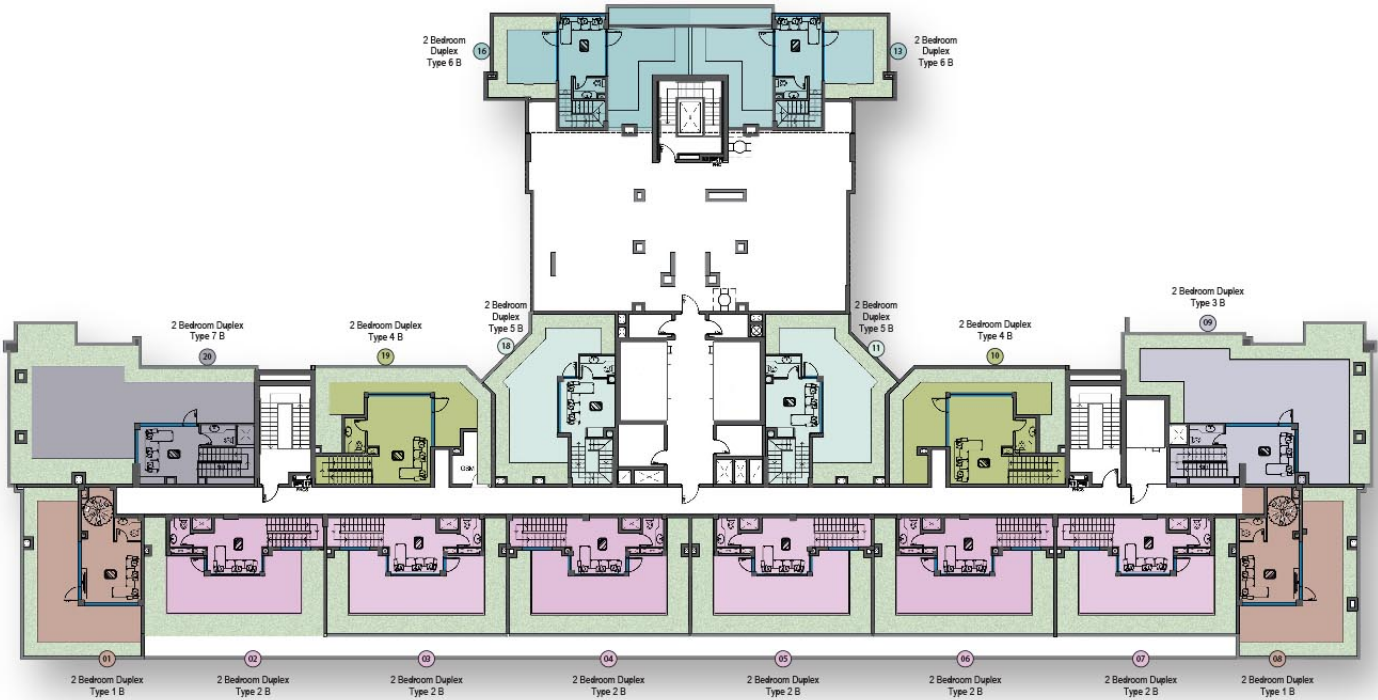 16
2 Bedroom
Duplex
Type 6 B
13
2 Bedroom
Duplex
Type 6 B
2 Bedroom
Duplex
Type 5 B
18
2 Bedroom
Duplex
Type 5 B
11
2 Bedroom Duplex
Type 3 B
09
2 Bedroom Duplex
Type 7 B
20
2 Bedroom Duplex
Type 4 B
19
2 Bedroom Duplex
Type 4 B
10
01
2 Bedroom Duplex
Type 1 B
02
2 Bedroom Duplex
Type 2 B
03
2 Bedroom Duplex
Type 2 B
04
2 Bedroom Duplex
Type 2 B
05
2 Bedroom Duplex
Type 2 B
06
2 Bedroom Duplex
Type 2 B
07
2 Bedroom Duplex
Type 2 B
08
2 Bedroom Duplex
Type 1 B